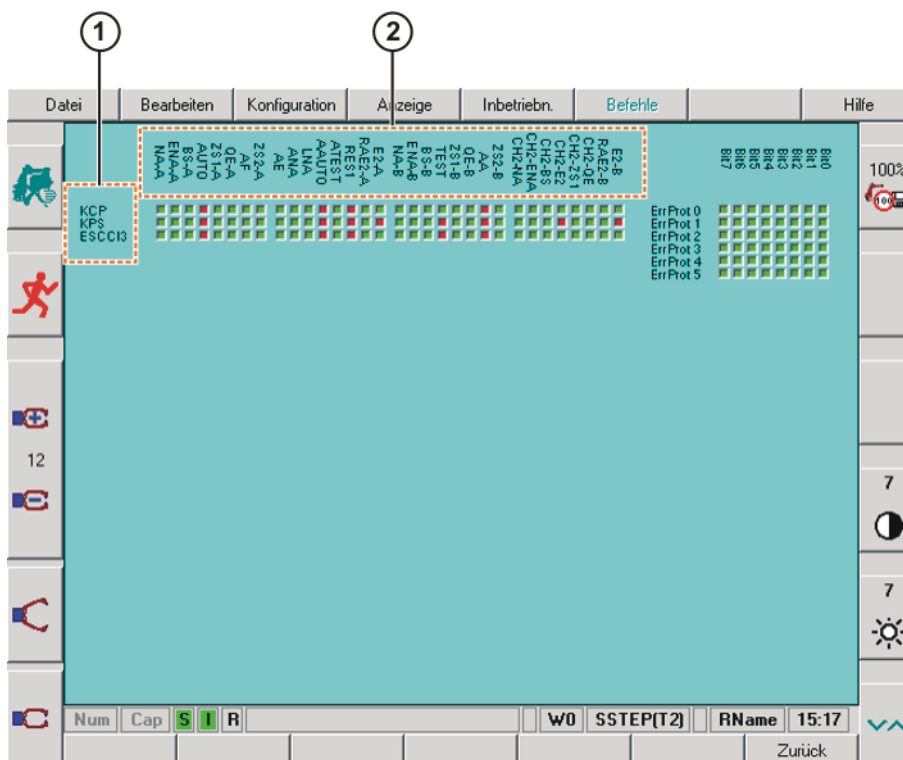 1
2
Datei Bearbeiten Konfiguration Anzeige Inbetriebn. Befehle Hilfe
NA-A ENA-A BS-A AUTO ZS1-A QE-A AF ZS2-A AE ANA LNA AAUTO ATEST RES1 RAE2-A E2-A NA-B ENA-B BS-B TEST ZS1-B QE-B AA ZS2-B CH2-NA CH2-ENA CH2-BS CH2-E2 CH2-ZS1 CH2-QE RAE2-B E2-B
Bit7 Bit6 Bit5 Bit4 Bit3 Bit2 Bit1 Bit0
100%
100
KCP
KPS
ESCCI3
ErrProt 0
ErrProt 1
ErrProt 2
ErrProt 3
ErrProt 4
ErrProt 5
12
7
7
Num Cap S I R W0 SSTEP(T2) RName 15:17
Zurück